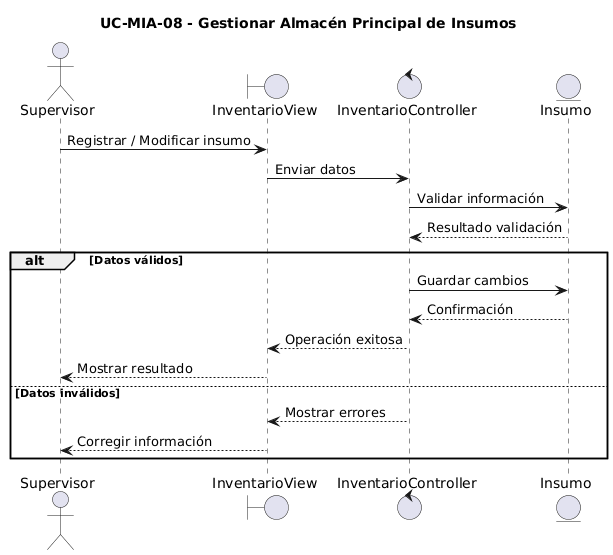 UC-MIA-08 - Gestionar Almacén Principal de Insumos
Supervisor
InventarioView
InventarioController
Insumo
Registrar / Modificar insumo
Enviar datos
Validar información
Resultado validación
alt
[Datos válidos]
Guardar cambios
Confirmación
Operación exitosa
Mostrar resultado
[Datos inválidos]
Mostrar errores
Corregir información
Supervisor
InventarioView
InventarioController
Insumo